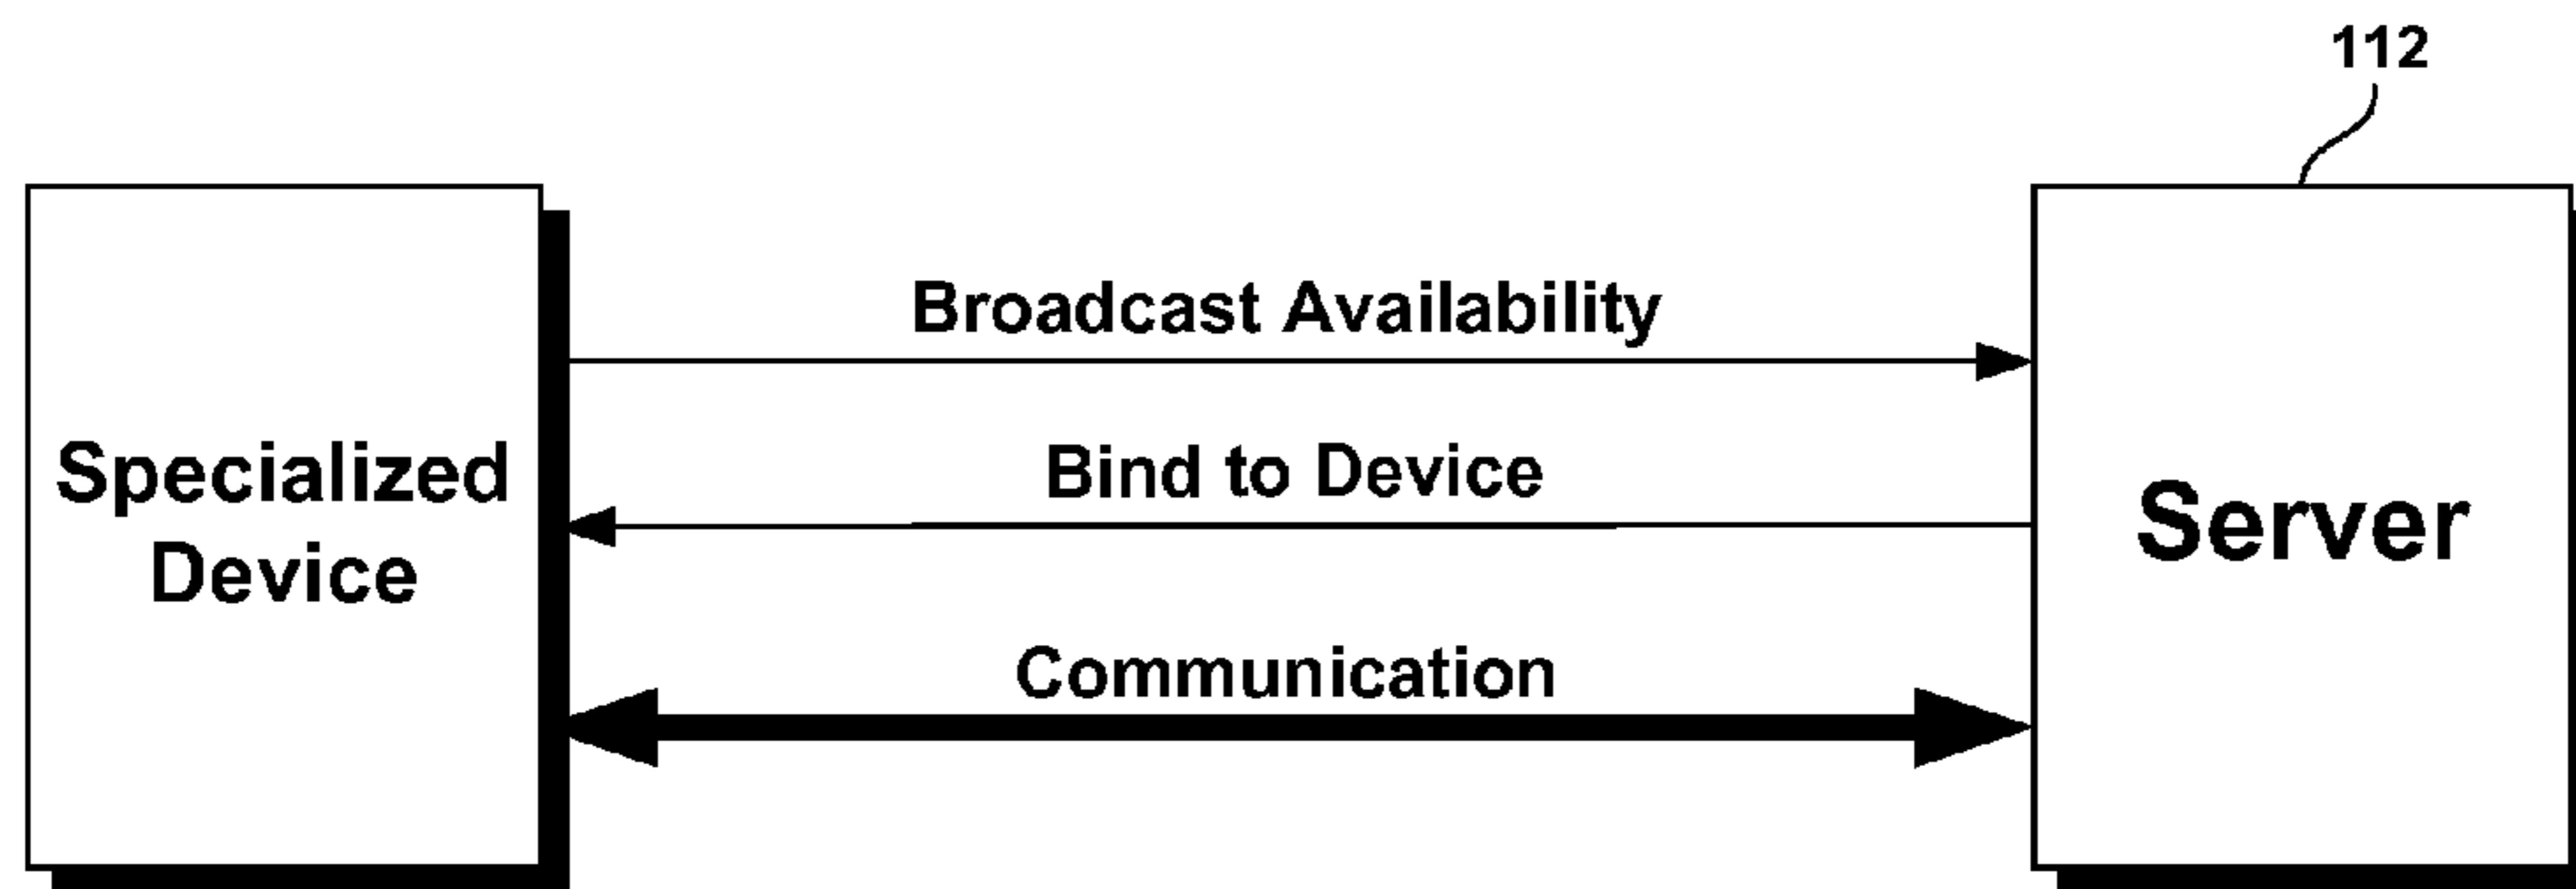 112
Broadcast Availability
Specialized
Device
Bind to Device
Server
Communication